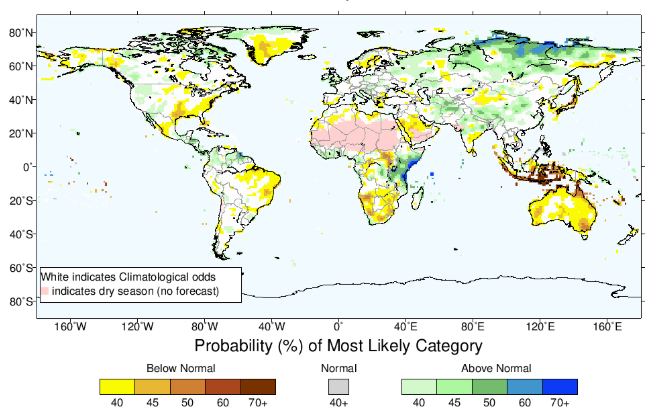 80°N
60°N
40°N
20°N
0°
20°S
40°S
60°S
80°S
White indicates Climatological odds
indicates dry season (no forecast)
160°W 120°W 80°W 40°W 0° 40°E 80°E 120°E 160°E
Probability (%) of Most Likely Category
Below Normal Normal Above Normal
40 45 50 60 70+ 40+ 40 45 50 60 70+